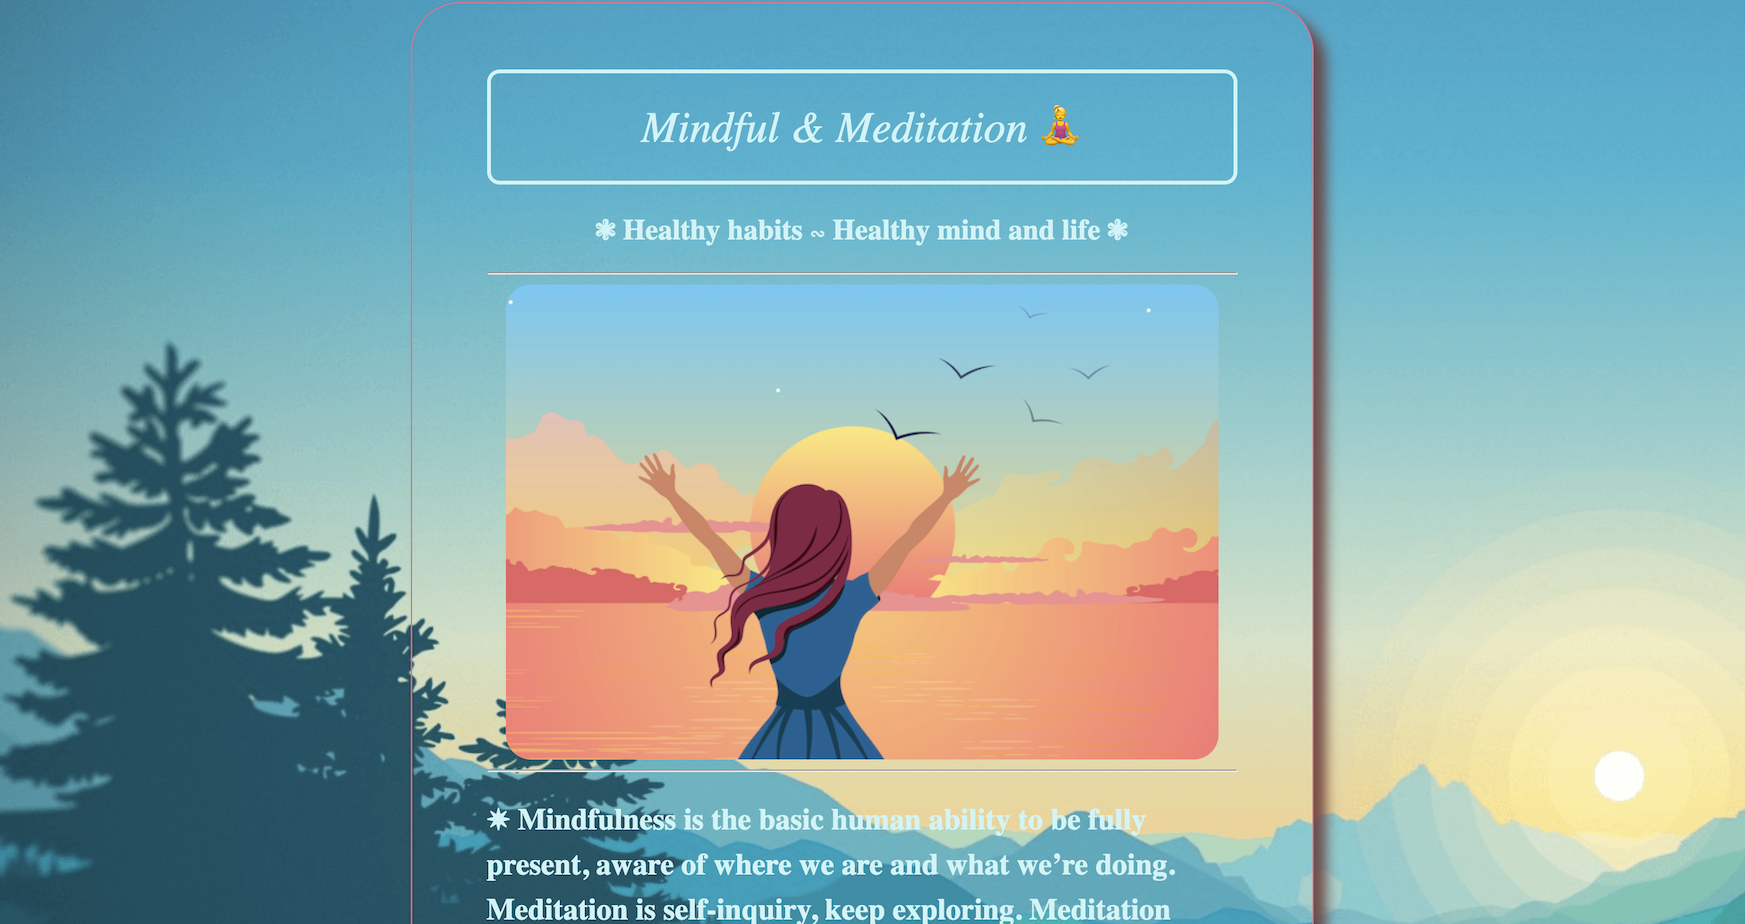 Mindful & Meditation 🧘‍♀️
❃ Healthy habits ~ Healthy mind and life ❃
✷ Mindfulness is the basic human ability to be fully
present, aware of where we are and what we’re doing.
Meditation is self-inquiry, keep exploring. Meditation